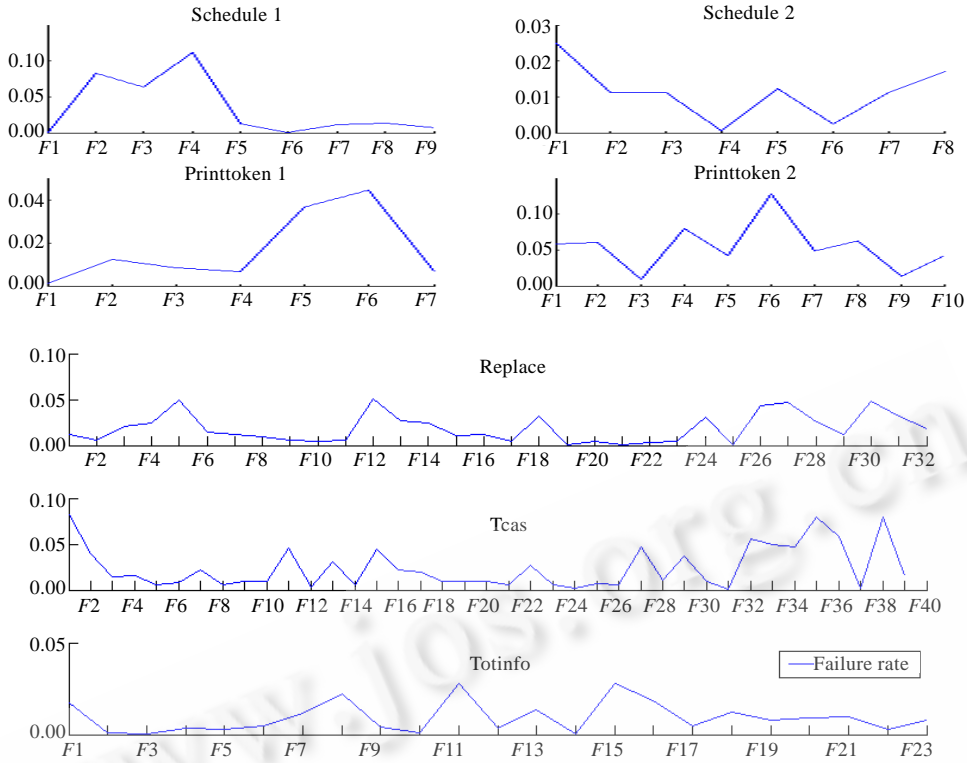 Schedule 1
0.10
0.05
0.00
F1 F2 F3 F4 F5 F6 F7 F8 F9
Schedule 2
0.03
0.02
0.01
0.00
F1 F2 F3 F4 F5 F6 F7 F8
Printtoken 1
0.04
0.02
0.00
F1 F2 F3 F4 F5 F6 F7
Printtoken 2
0.10
0.05
0.00
F1 F2 F3 F4 F5 F6 F7 F8 F9 F10
Replace
0.10
0.05
0.00
F2 F4 F6 F8 F10 F12 F14 F16 F18 F20 F22 F24 F26 F28 F30 F32
Tcas
0.10
0.05
0.00
F2 F4 F6 F8 F10 F12 F14 F16 F18 F20 F22 F24 F26 F28 F30 F32 F34 F36 F38 F40
Totinfo
Failure rate
0.05
0.00
F1 F3 F5 F7 F9 F11 F13 F15 F17 F19 F21 F23
www.jos.org.cn